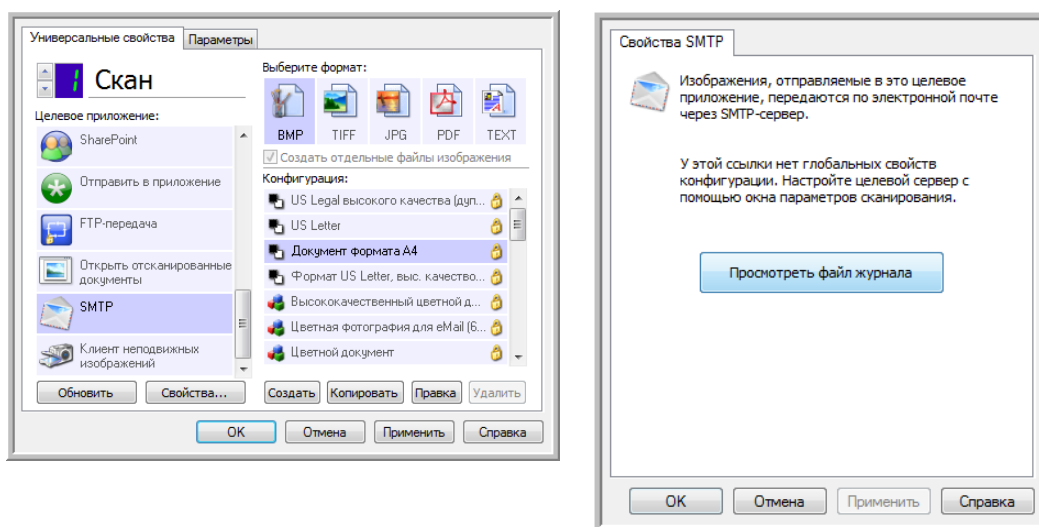 Универсальные свойства
Параметры
1
Скан
Целевое приложение:
SharePoint
Отправить в приложение
FTP-передача
Открыть отсканированные
документы
SMTP
Клиент неподвижных
изображений
Обновить
Свойства...
Выберите формат:
BMP
TIFF
JPG
PDF
TEXT
Создать отдельные файлы изображения
Конфигурация:
US Legal высокого качества (дуп...
US Letter
Документ формата A4
Формат US Letter, выс. качество...
Высококачественный цветной д...
Цветная фотография для eMail (6...
Цветной документ
Создать
Копировать
Правка
Удалить
OK
Отмена
Применить
Справка
Свойства SMTP
Изображения, отправляемые в это целевое
приложение, передаются по электронной почте
через SMTP-сервер.
У этой ссылки нет глобальных свойств
конфигурации. Настройте целевой сервер с
помощью окна параметров сканирования.
Просмотреть файл журнала
OK
Отмена
Применить
Справка